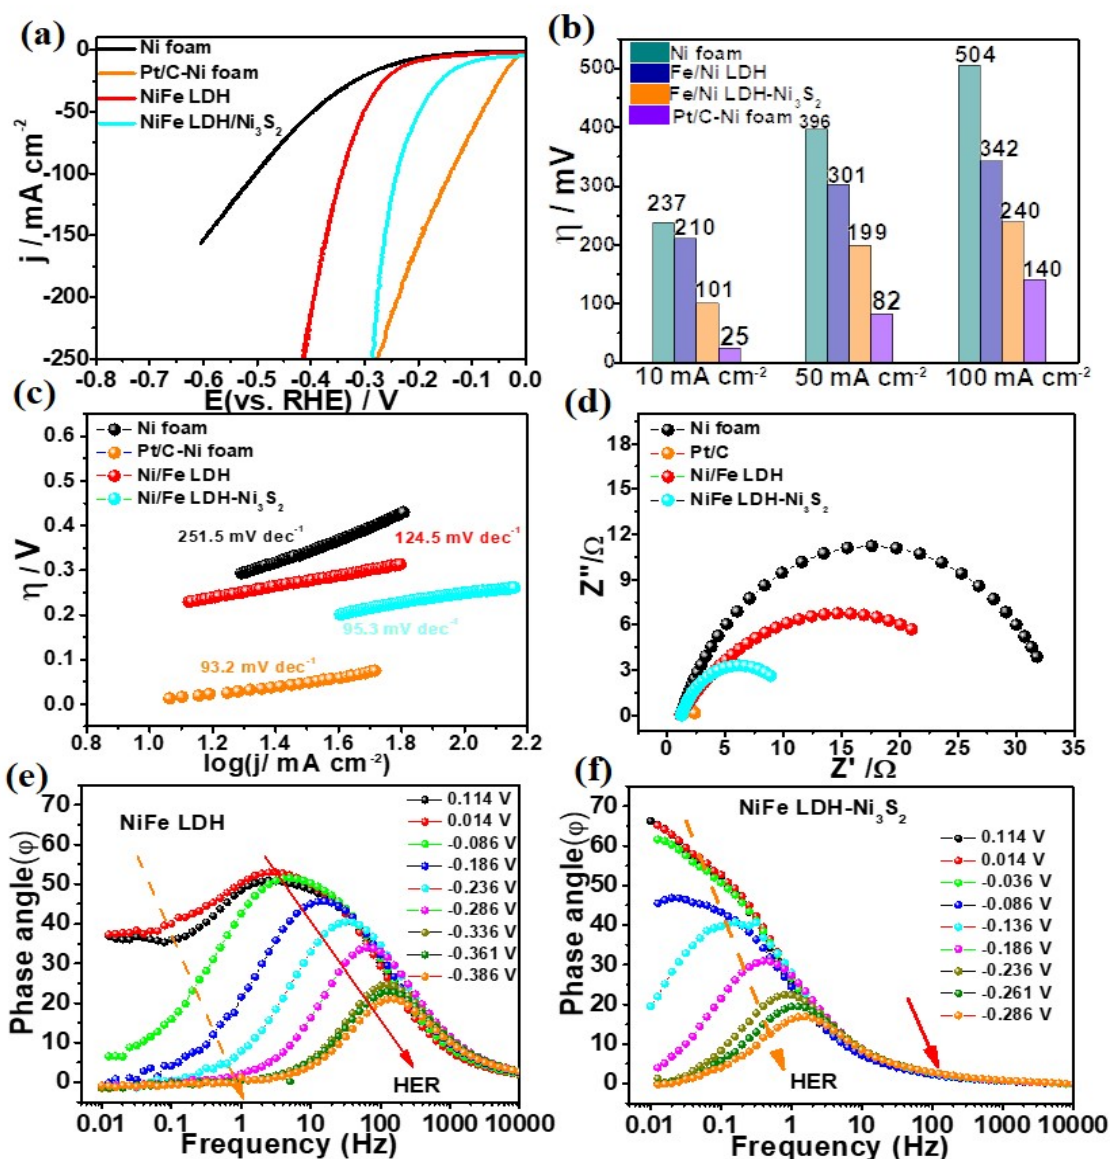 (a)
Ni foam
Pt/C-Ni foam
NiFe LDH
NiFe LDH/Ni₃S₂
0
-50
-100
-150
-200
-250
j / mA cm⁻²
-0.8 -0.7 -0.6 -0.5 -0.4 -0.3 -0.2 -0.1 0.0
E(vs. RHE) / V
(b)
Ni foam
Fe/Ni LDH
Fe/Ni LDH-Ni₃S₂
Pt/C-Ni foam
500
400
300
200
100
0
η / mV
237
210
101
25
396
301
199
82
504
342
240
140
10 mA cm⁻² 50 mA cm⁻² 100 mA cm⁻²
(c)
Ni foam
Pt/C-Ni foam
Ni/Fe LDH
Ni/Fe LDH-Ni₃S₂
0.6
0.5
0.4
0.3
0.2
0.1
0.0
η / V
251.5 mV dec⁻¹
124.5 mV dec⁻¹
95.3 mV dec⁻¹
93.2 mV dec⁻¹
0.8 1.0 1.2 1.4 1.6 1.8 2.0 2.2
log(j/ mA cm⁻²)
(d)
Ni foam
Pt/C
Ni/Fe LDH
NiFe LDH-Ni₃S₂
18
15
12
9
6
3
0
Z''/Ω
0 5 10 15 20 25 30 35
Z' /Ω
(e)
NiFe LDH
0.114 V
0.014 V
-0.086 V
-0.186 V
-0.236 V
-0.286 V
-0.336 V
-0.361 V
-0.386 V
70
60
50
40
30
20
10
0
Phase angle(φ)
HER
0.01 0.1 1 10 100 1000 10000
Frequency (Hz)
(f)
NiFe LDH-Ni₃S₂
0.114 V
0.014 V
-0.036 V
-0.086 V
-0.136 V
-0.186 V
-0.236 V
-0.261 V
-0.286 V
70
60
50
40
30
20
10
0
Phase angle(φ)
HER
0.01 0.1 1 10 100 1000 10000
Frequency (Hz)